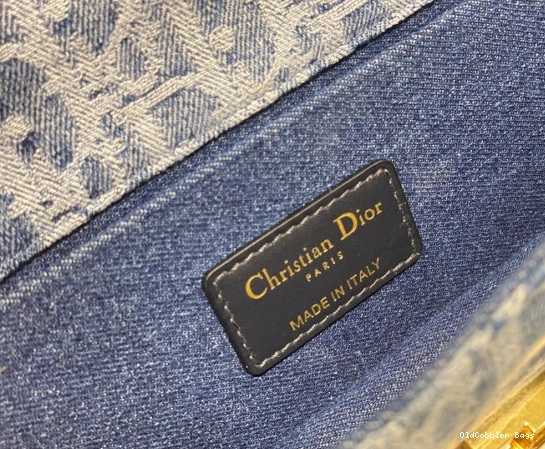 Christian Dior
PARIS
MADE IN ITALY
OldCobbler Bags